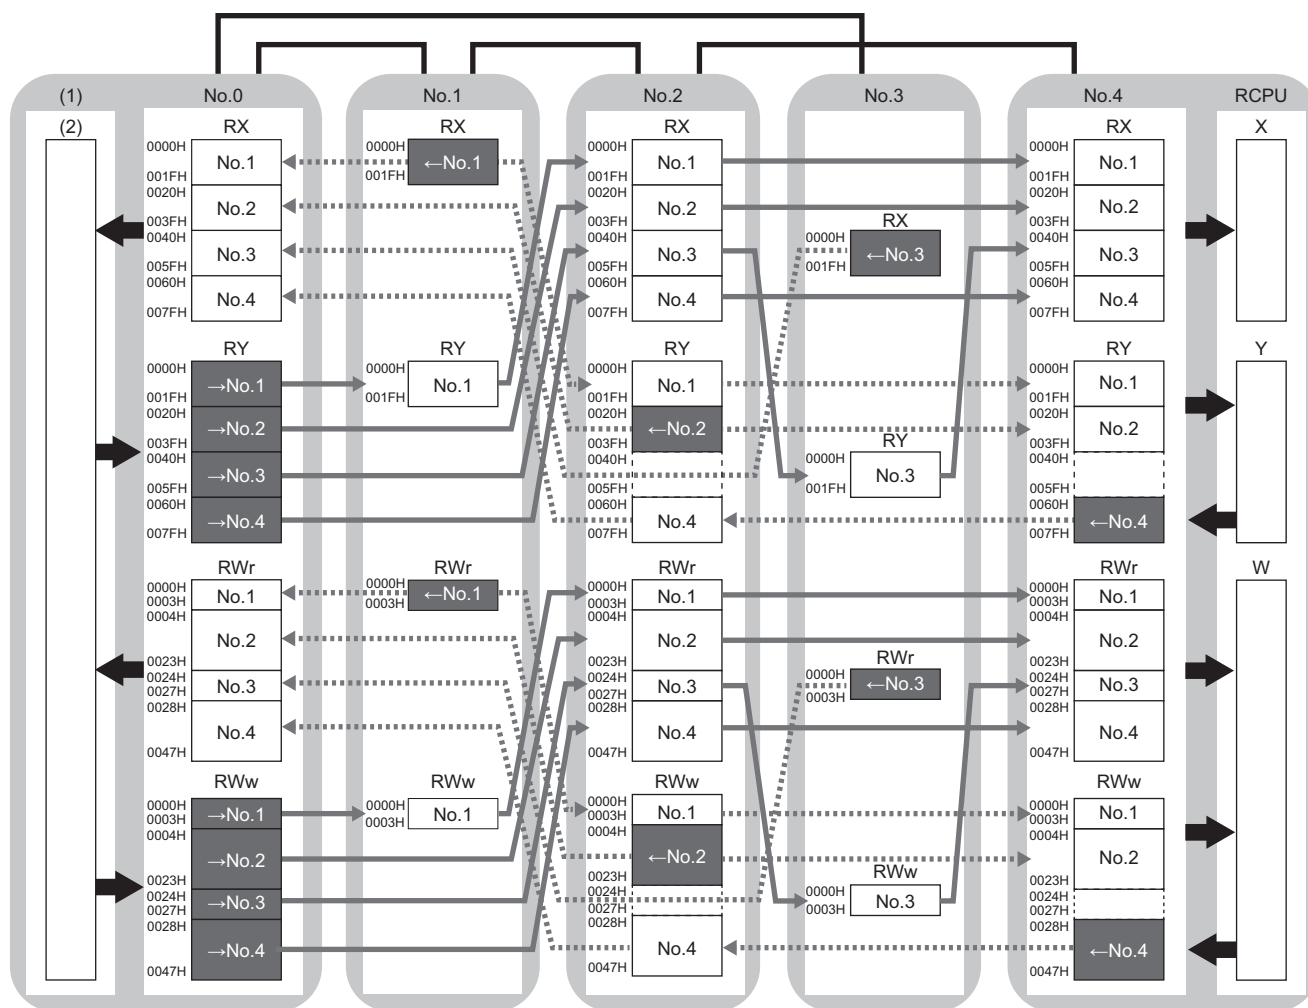 (1) No.0 No.1 No.2 No.3 No.4 RCPU
(2)
RX
0000H
No.1
001FH
0020H
No.2
003FH
0040H
No.3
005FH
0060H
No.4
007FH
RY
0000H
→No.1
001FH
0020H
→No.2
003FH
0040H
→No.3
005FH
0060H
→No.4
007FH
RWr
0000H
No.1
0003H
0004H
No.2
0023H
0024H
No.3
0027H
0028H
No.4
0047H
RWw
0000H
→No.1
0003H
0004H
→No.2
0023H
0024H
→No.3
0027H
0028H
→No.4
0047H
RX
0000H
←No.1
001FH
RY
0000H
No.1
001FH
RWr
0000H
←No.1
0003H
RWw
0000H
No.1
0003H
RX
0000H
No.1
001FH
0020H
No.2
003FH
0040H
No.3
005FH
0060H
No.4
007FH
RY
0000H
No.1
001FH
0020H
←No.2
003FH
0040H
005FH
0060H
No.4
007FH
RWr
0000H
No.1
0003H
0004H
No.2
0023H
0024H
No.3
0027H
0028H
No.4
0047H
RWw
0000H
No.1
0003H
0004H
←No.2
0023H
0024H
0027H
0028H
No.4
0047H
RX
0000H
←No.3
001FH
RY
0000H
No.3
001FH
RWr
0000H
←No.3
0003H
RWw
0000H
No.3
0003H
RX
0000H
No.1
001FH
0020H
No.2
003FH
0040H
No.3
005FH
0060H
No.4
007FH
RY
0000H
No.1
001FH
0020H
No.2
003FH
0040H
005FH
0060H
←No.4
007FH
RWr
0000H
No.1
0003H
0004H
No.2
0023H
0024H
No.3
0027H
0028H
No.4
0047H
RWw
0000H
No.1
0003H
0004H
No.2
0023H
0024H
0027H
0028H
←No.4
0047H
X
Y
W